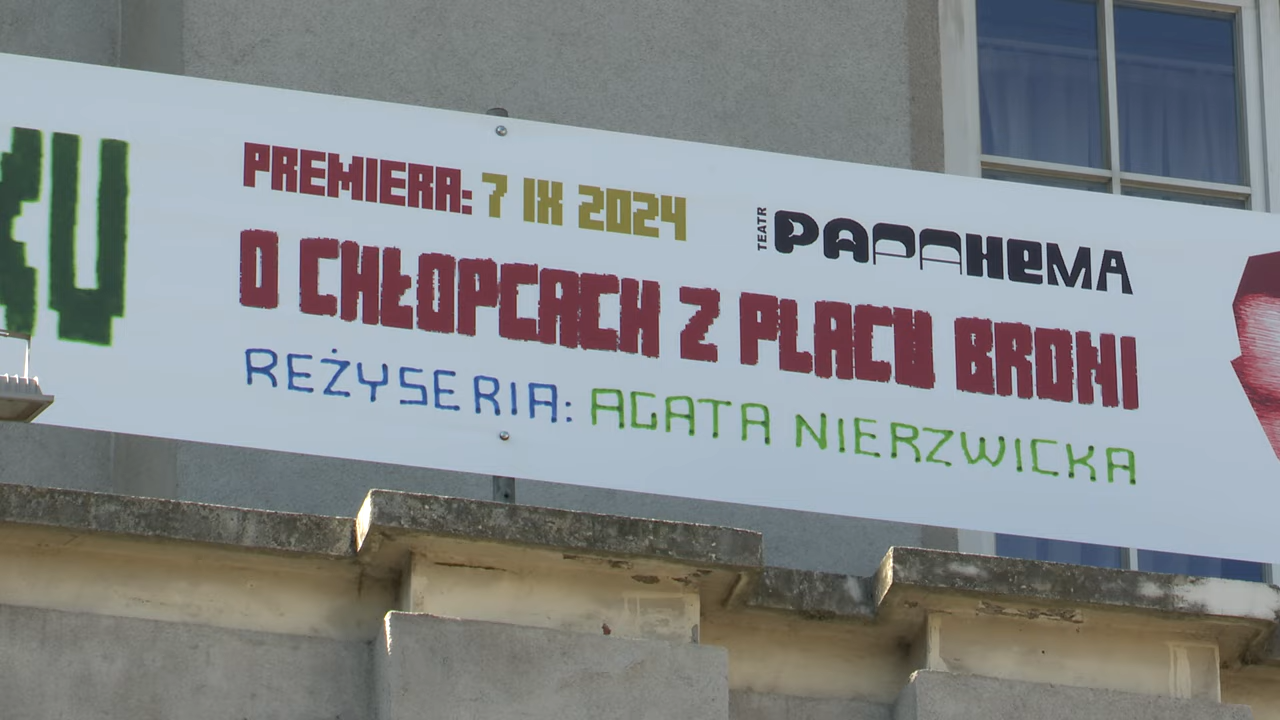 PREMIERA: 7 IX 2024
TEATR PAPAHEMA
O CHŁOPCACH Z PLACU BRONI
REŻYSERIA: AGATA NIERZWICKA